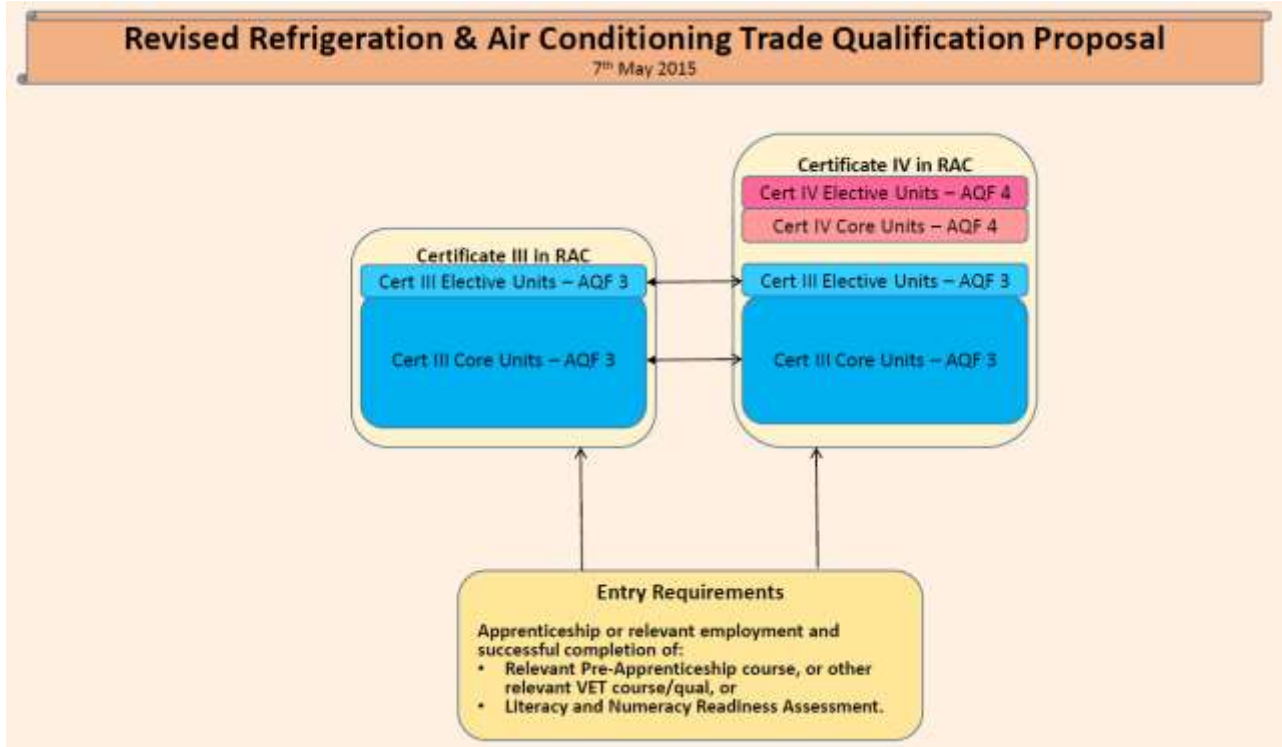 Revised Refrigeration & Air Conditioning Trade Qualification Proposal
7th May 2015
Certificate IV in RAC
Cert IV Elective Units – AQF 4
Cert IV Core Units – AQF 4
Certificate III in RAC
Cert III Elective Units – AQF 3
Cert III Elective Units – AQF 3
Cert III Core Units – AQF 3
Cert III Core Units – AQF 3
Entry Requirements
Apprenticeship or relevant employment and
successful completion of:
• Relevant Pre-Apprenticeship course, or other
relevant VET course/qual, or
• Literacy and Numeracy Readiness Assessment.